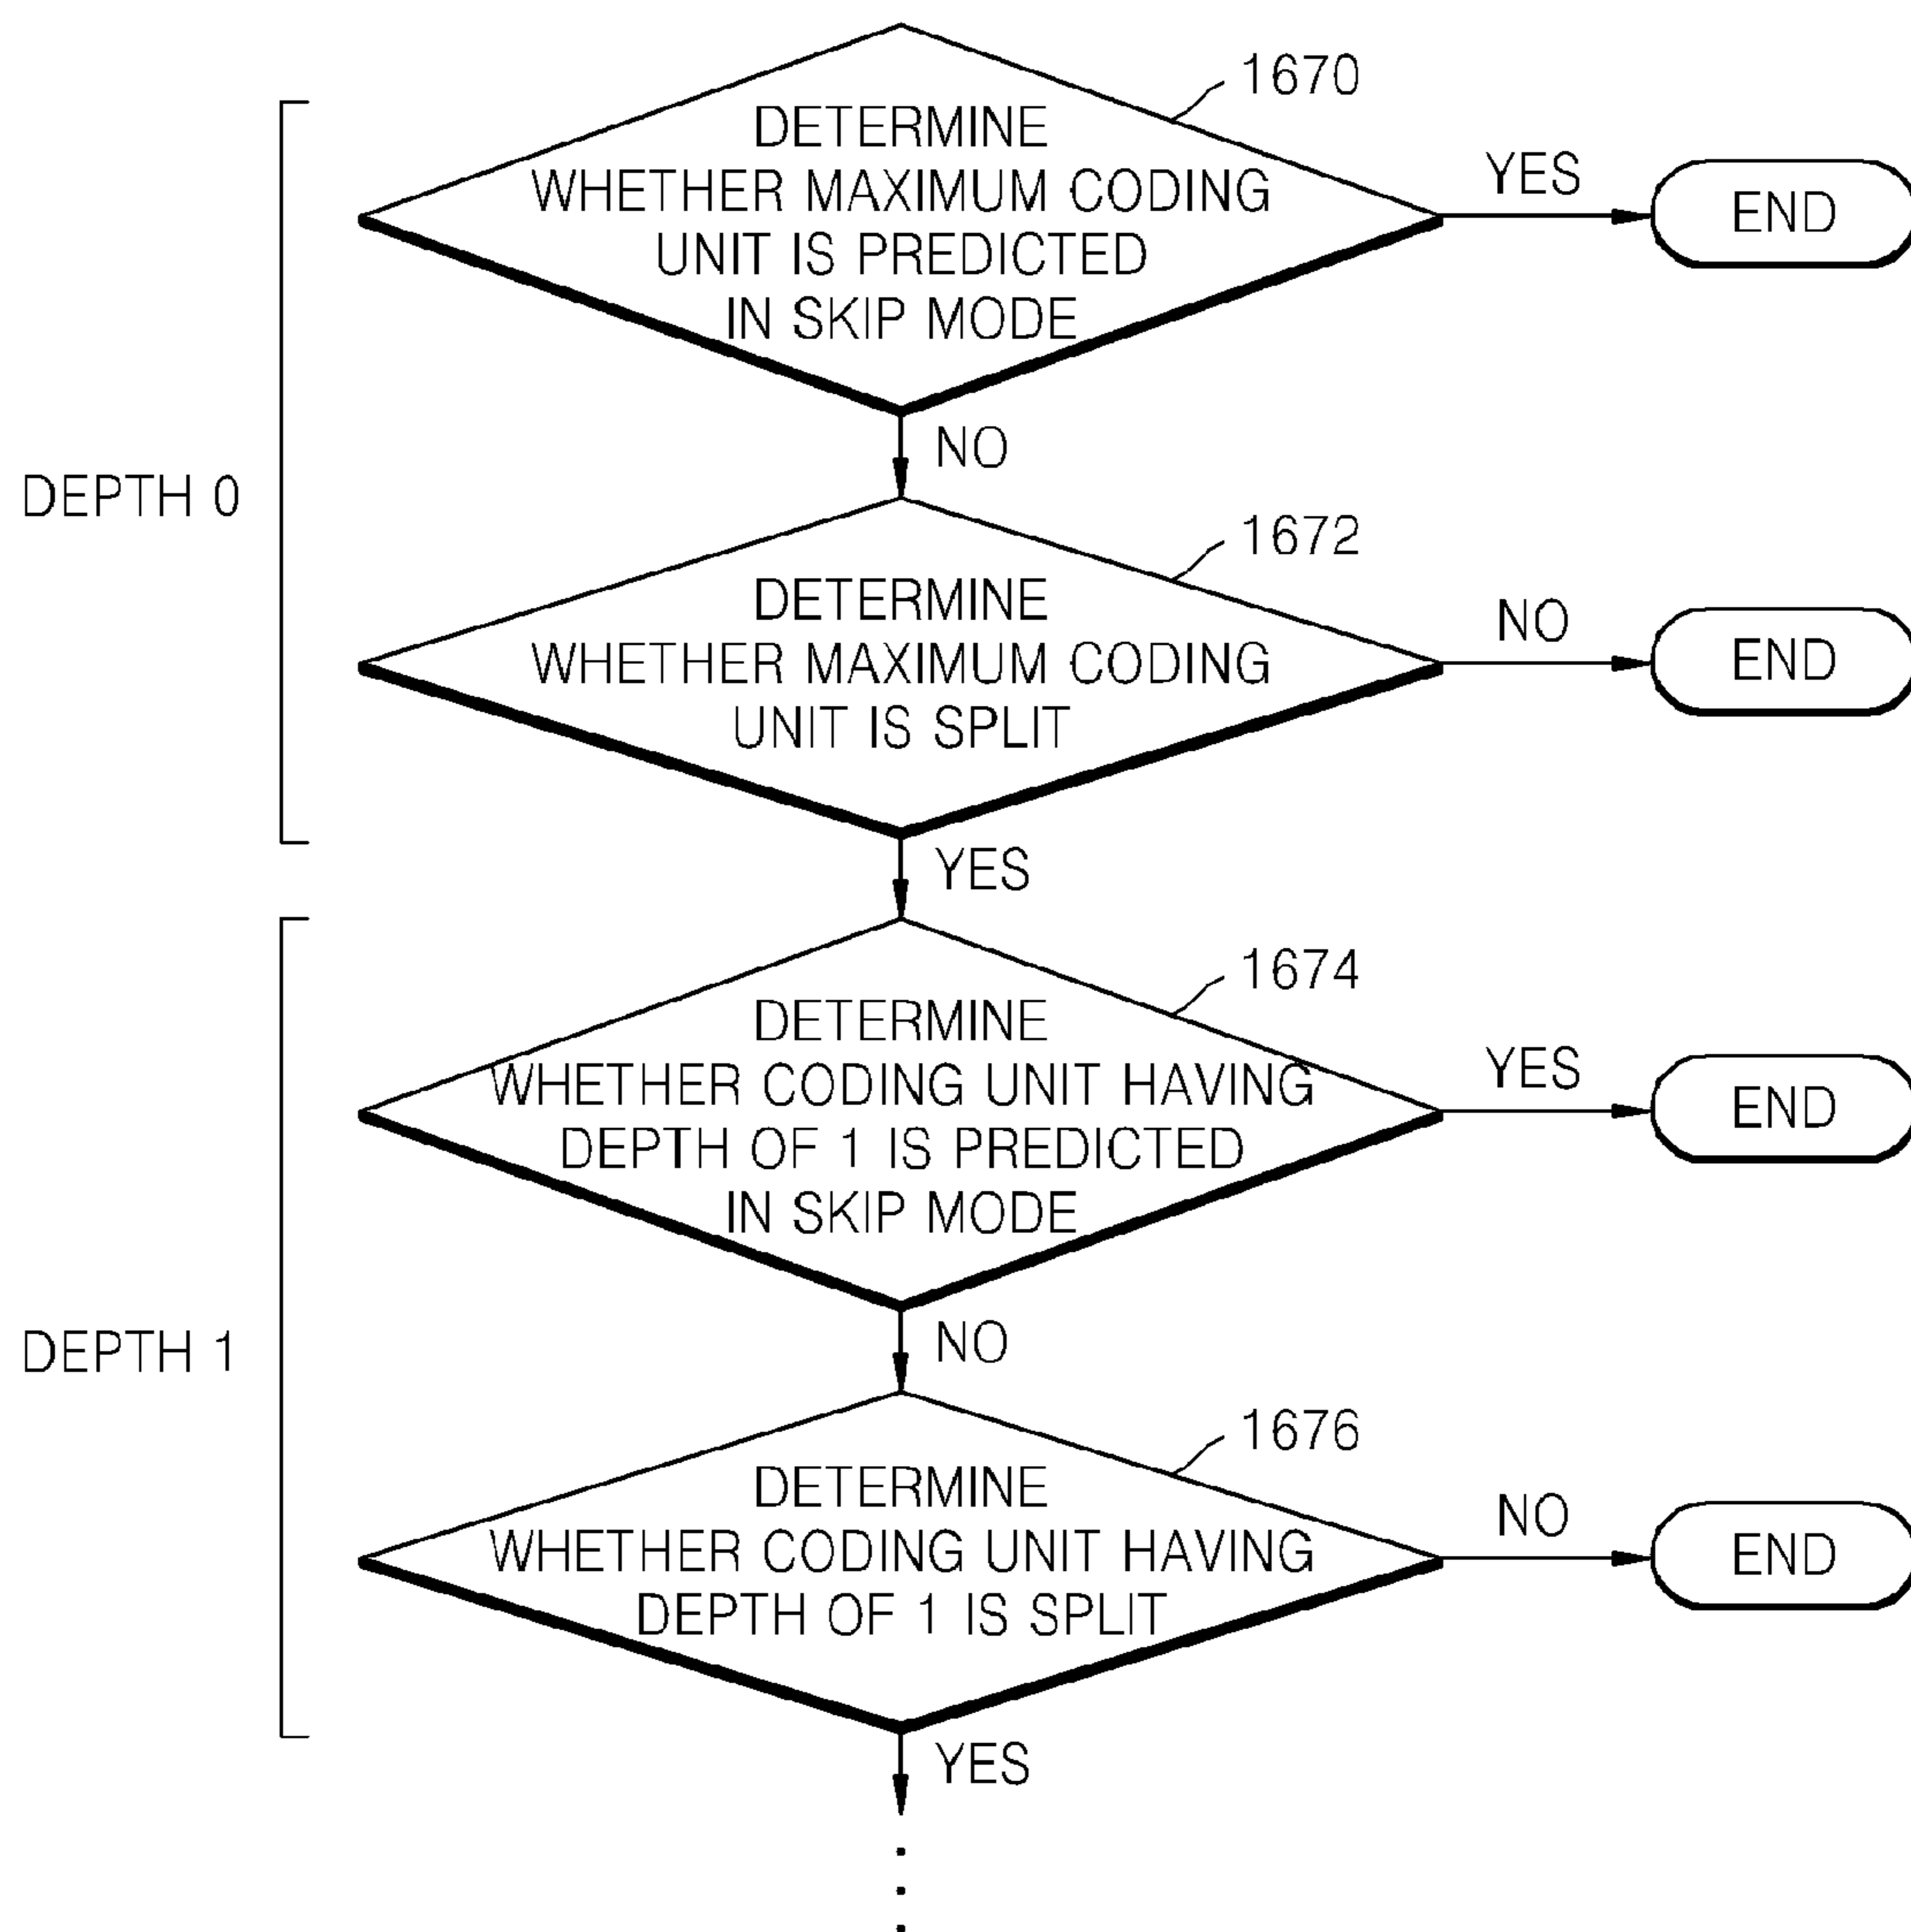 1670
DETERMINE
WHETHER MAXIMUM CODING
UNIT IS PREDICTED
IN SKIP MODE
YES
END
NO
DEPTH 0
1672
DETERMINE
WHETHER MAXIMUM CODING
UNIT IS SPLIT
NO
END
YES
1674
DETERMINE
WHETHER CODING UNIT HAVING
DEPTH OF 1 IS PREDICTED
IN SKIP MODE
YES
END
NO
DEPTH 1
1676
DETERMINE
WHETHER CODING UNIT HAVING
DEPTH OF 1 IS SPLIT
NO
END
YES